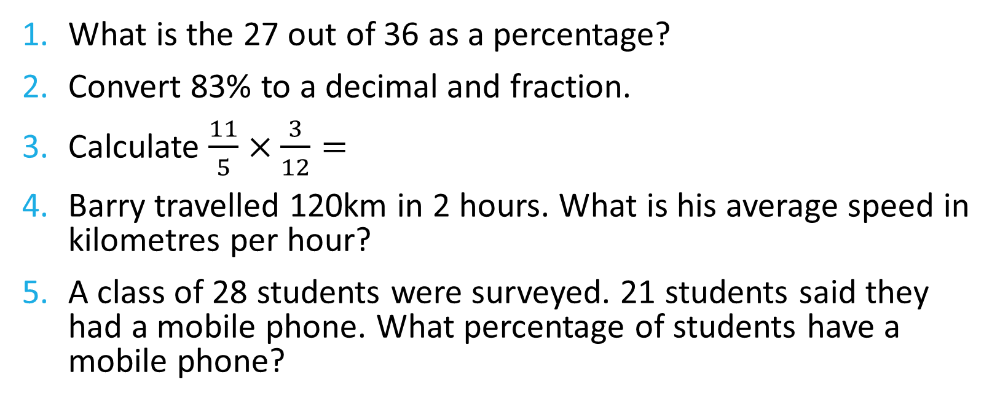 1. What is the 27 out of 36 as a percentage?
2. Convert 83% to a decimal and fraction.
3. Calculate 11/5 × 3/12 =
4. Barry travelled 120km in 2 hours. What is his average speed in
kilometres per hour?
5. A class of 28 students were surveyed. 21 students said they
had a mobile phone. What percentage of students have a
mobile phone?